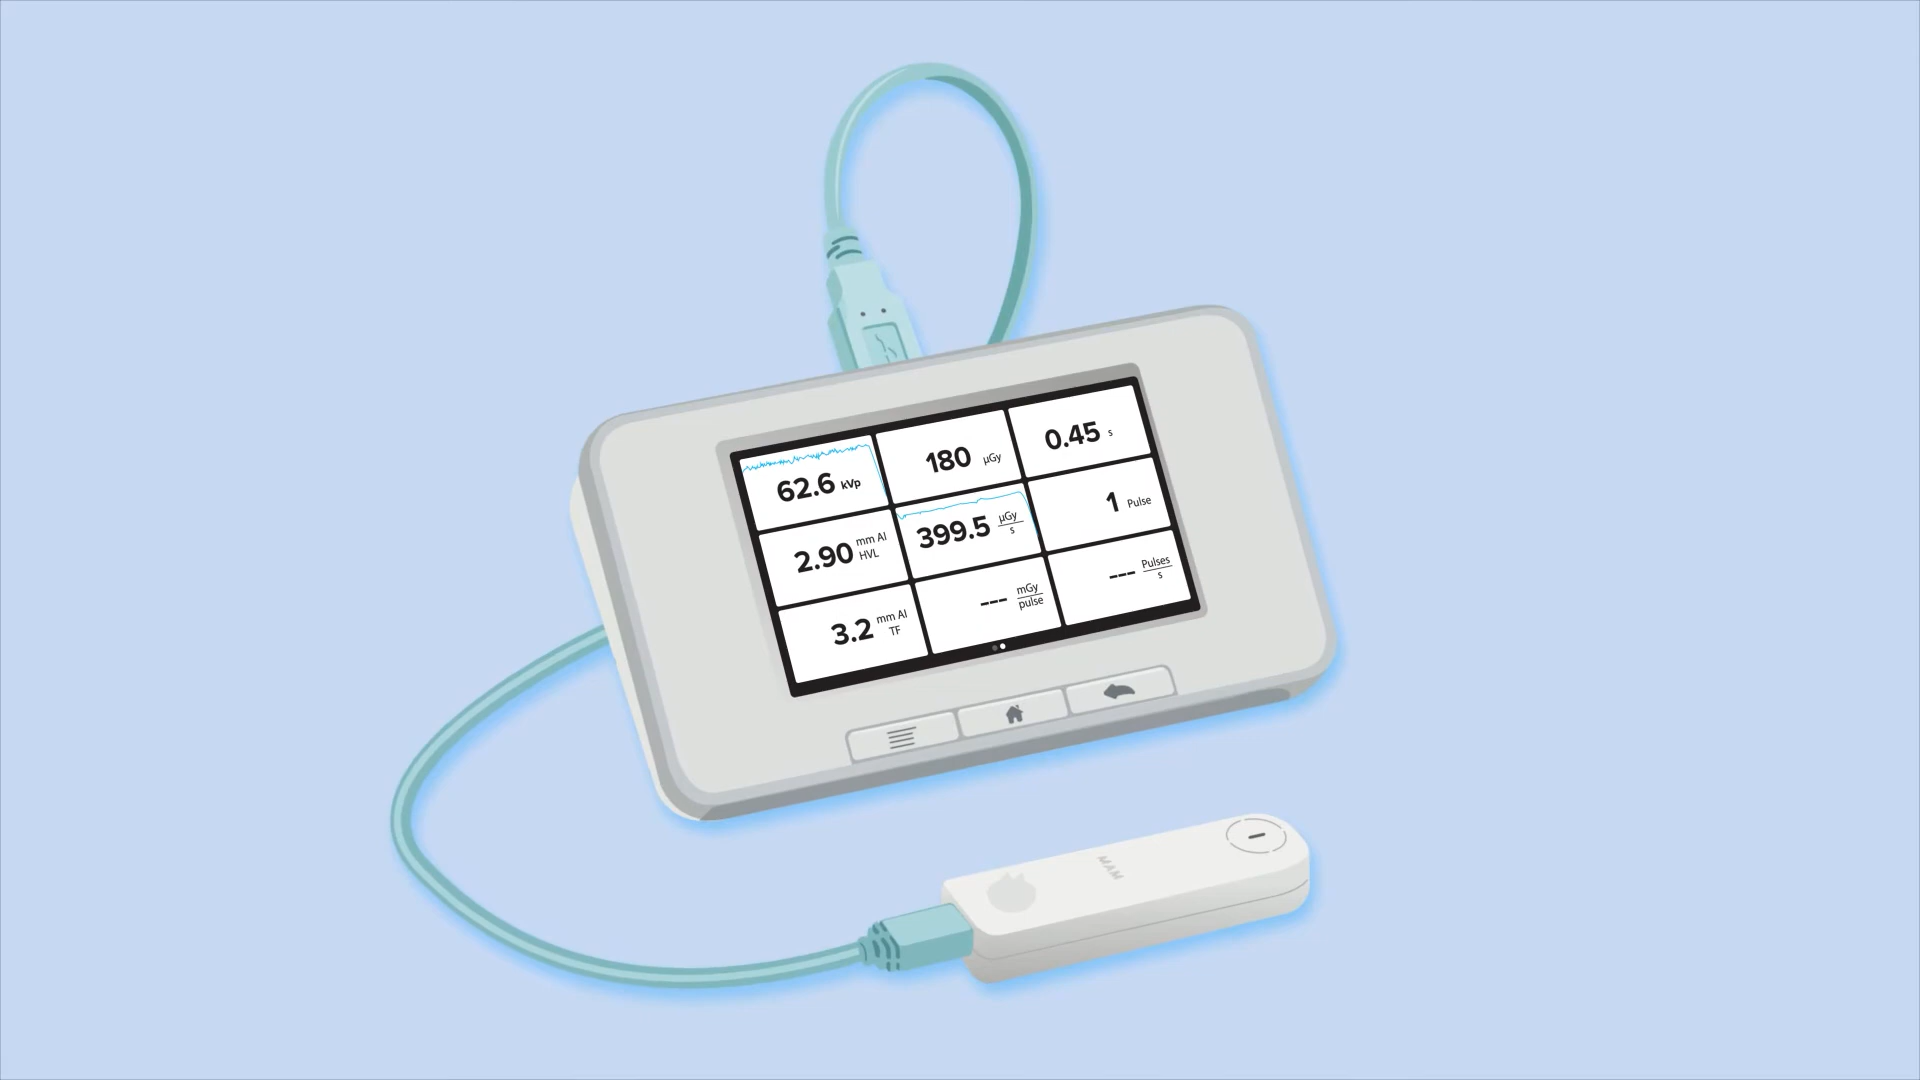 62.6 kVp
180 µGy
0.45 s
2.90 mm Al HVL
399.5 µGy/s
1 Pulse
3.2 mm Al TF
--- mGy/pulse
--- Pulses/s
MAM